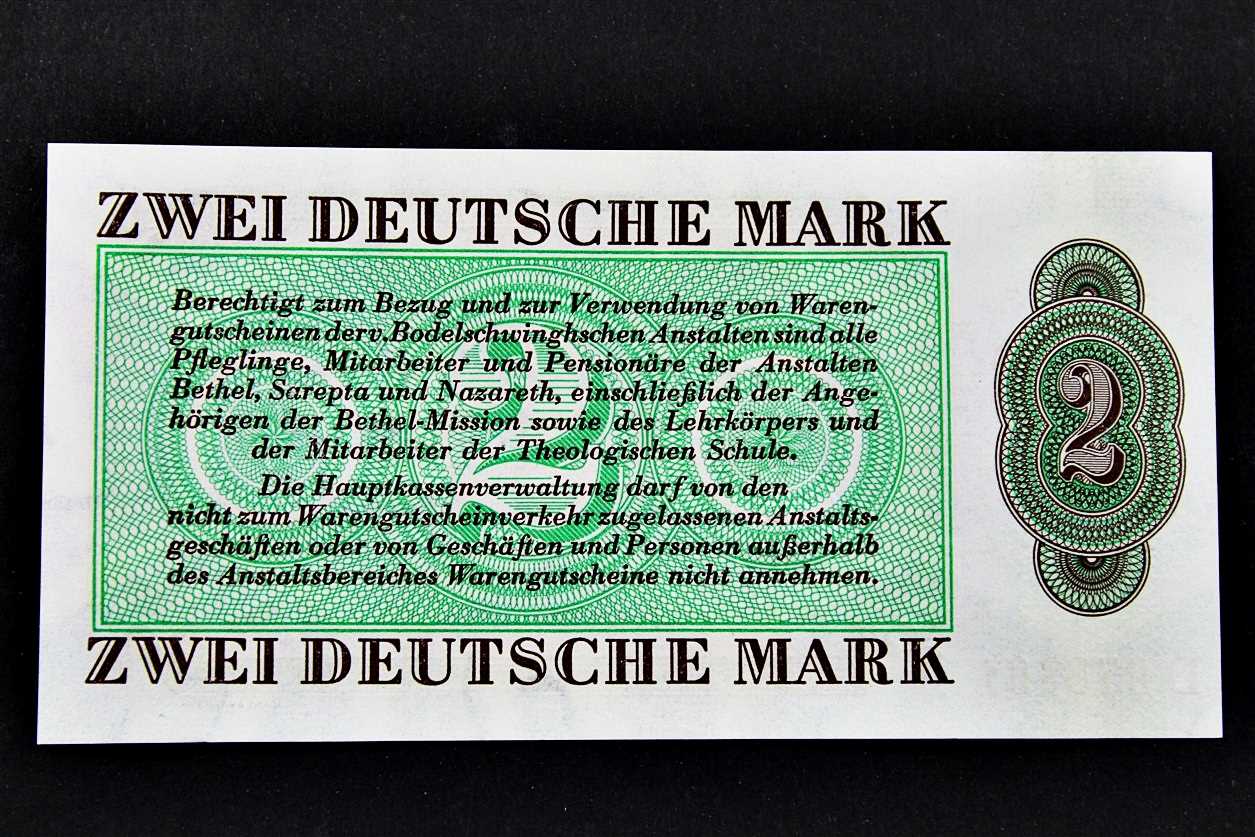 ZWEI DEUTSCHE MARK
Berechtigt zum Bezug und zur Verwendung von Waren-
gutscheinen der v. Bodelschwinghschen Anstalten sind alle
Pfleglinge, Mitarbeiter und Pensionäre der Anstalten
Bethel, Sarepta und Nazareth, einschließlich der Ange-
hörigen der Bethel-Mission sowie des Lehrkörpers und
der Mitarbeiter der Theologischen Schule.
Die Hauptkassenverwaltung darf von den
nicht zum Warengutscheinverkehr zugelassenen Anstalts-
geschäften oder von Geschäften und Personen außerhalb
des Anstaltsbereiches Warengutscheine nicht annehmen.
2
2
ZWEI DEUTSCHE MARK